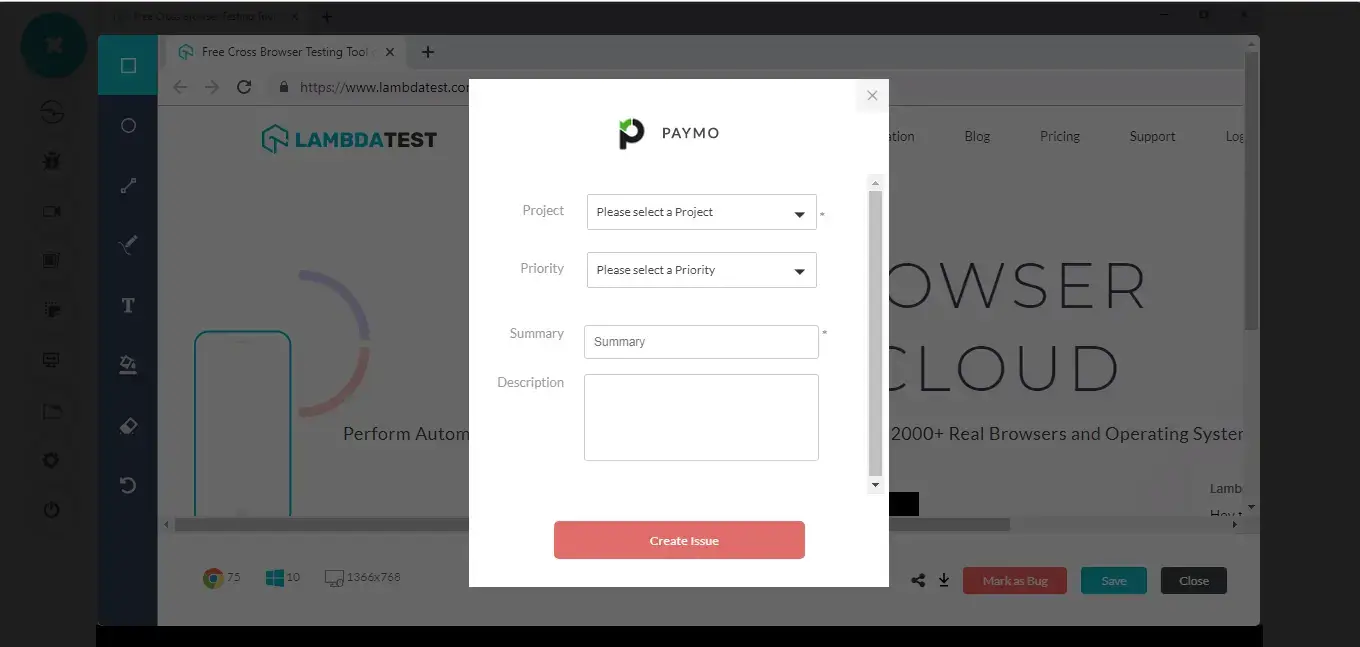 Free Cross Browser Testing Tool
Free Cross Browser Testing Tool
https://www.lambdatest.com
LAMBDATEST
ation Blog Pricing Support Log
PAYMO
Project Please select a Project *
Priority Please select a Priority
Summary Summary *
Description
T
OWSER
CLOUD
Perform Autom
2000+ Real Browsers and Operating System
Lamb
Hey t
Create Issue
75 10 1366x768
Mark as Bug Save Close